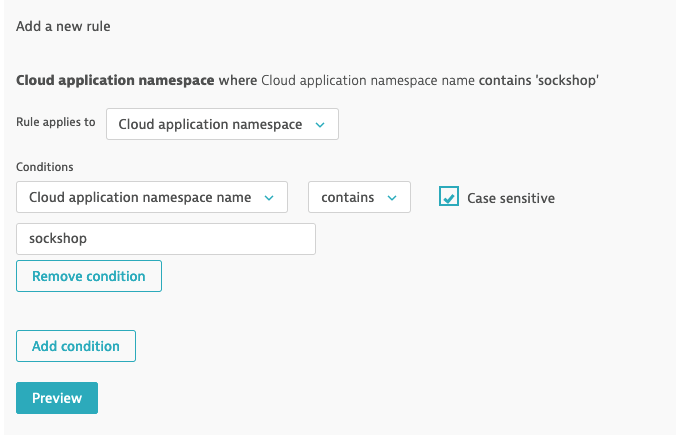 Add a new rule
Cloud application namespace where Cloud application namespace name contains 'sockshop'
Rule applies to Cloud application namespace
Conditions
Cloud application namespace name contains Case sensitive
sockshop
Remove condition
Add condition
Preview